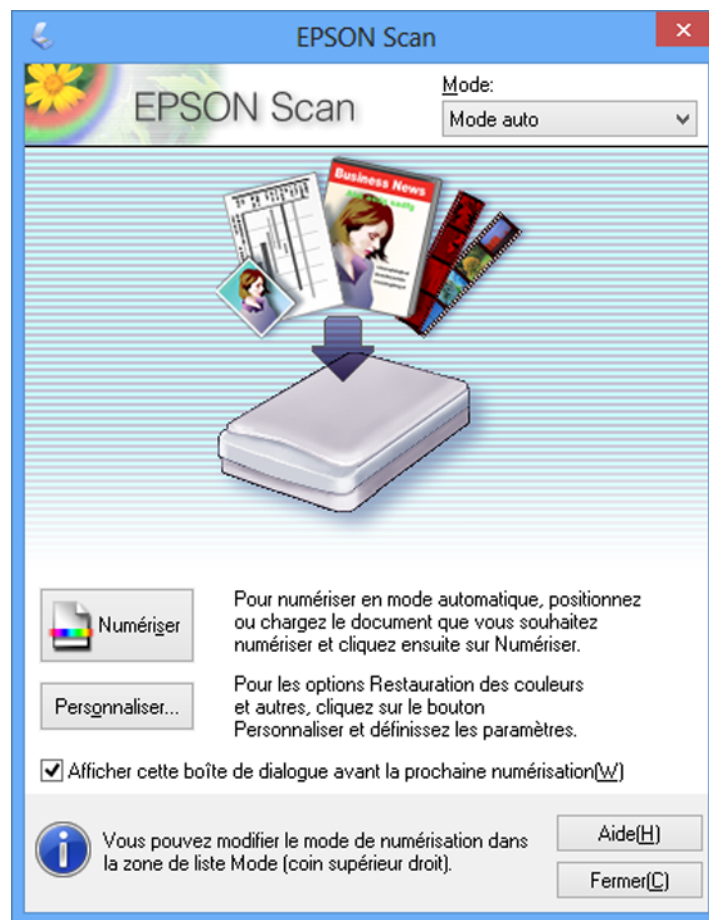 EPSON Scan
EPSON Scan
Mode:
Mode auto
Business News
Numériser
Pour numériser en mode automatique, positionnez
ou chargez le document que vous souhaitez
numériser et cliquez ensuite sur Numériser.
Personnaliser...
Pour les options Restauration des couleurs
et autres, cliquez sur le bouton
Personnaliser et définissez les paramètres.
Afficher cette boîte de dialogue avant la prochaine numérisation(W)
Vous pouvez modifier le mode de numérisation dans
la zone de liste Mode (coin supérieur droit).
Aide(H)
Fermer(C)